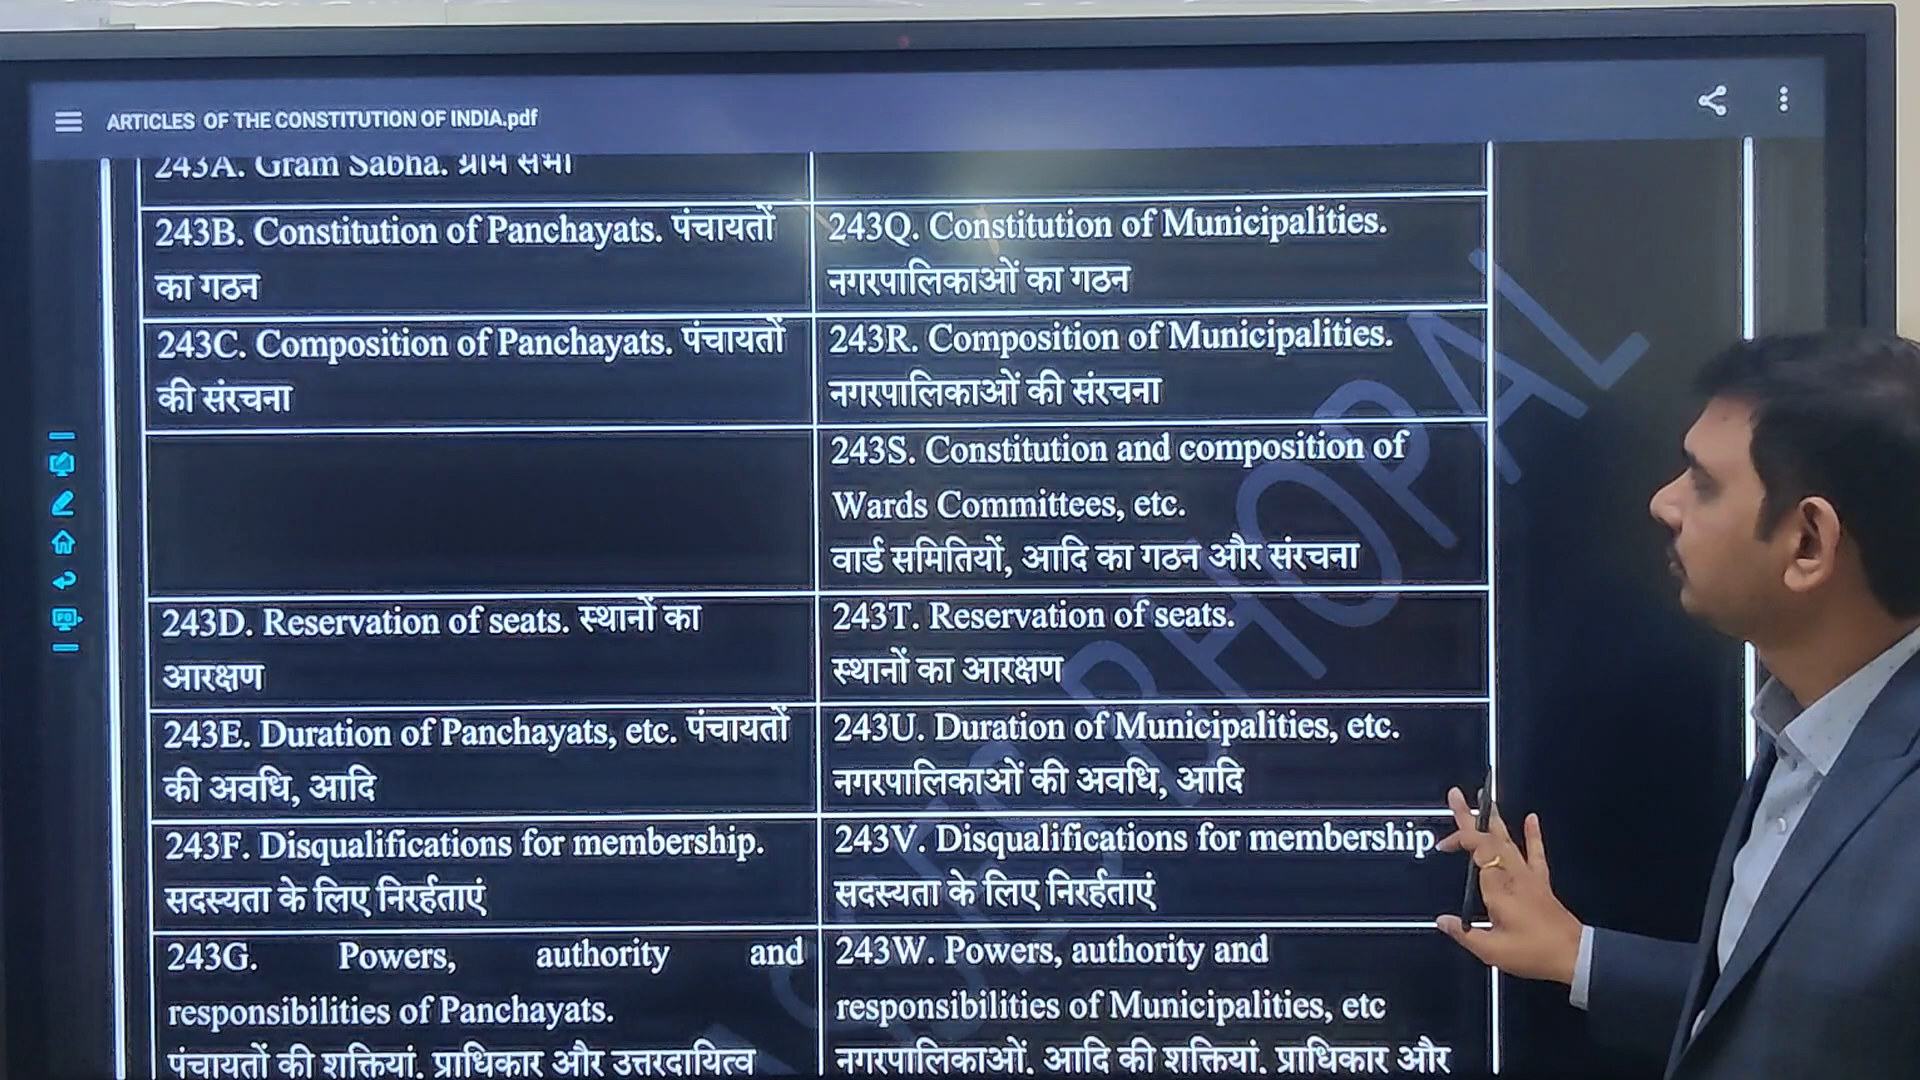 ARTICLES OF THE CONSTITUTION OF INDIA.pdf
243A. Gram Sabha. ग्राम सभा
243B. Constitution of Panchayats. पंचायतों
का गठन
243Q. Constitution of Municipalities.
नगरपालिकाओं का गठन
243C. Composition of Panchayats. पंचायतों
की संरचना
243R. Composition of Municipalities.
नगरपालिकाओं की संरचना
243S. Constitution and composition of
Wards Committees, etc.
वार्ड समितियों, आदि का गठन और संरचना
243D. Reservation of seats. स्थानों का
आरक्षण
243T. Reservation of seats.
स्थानों का आरक्षण
243E. Duration of Panchayats, etc. पंचायतों
की अवधि, आदि
243U. Duration of Municipalities, etc.
नगरपालिकाओं की अवधि, आदि
243F. Disqualifications for membership.
सदस्यता के लिए निरर्हताएं
243V. Disqualifications for membership.
सदस्यता के लिए निरर्हताएं
243G. Powers, authority and
responsibilities of Panchayats.
पंचायतों की शक्तियां, प्राधिकार और उत्तरदायित्व
243W. Powers, authority and
responsibilities of Municipalities, etc
नगरपालिकाओं, आदि की शक्तियां, प्राधिकार और
BHOPAL